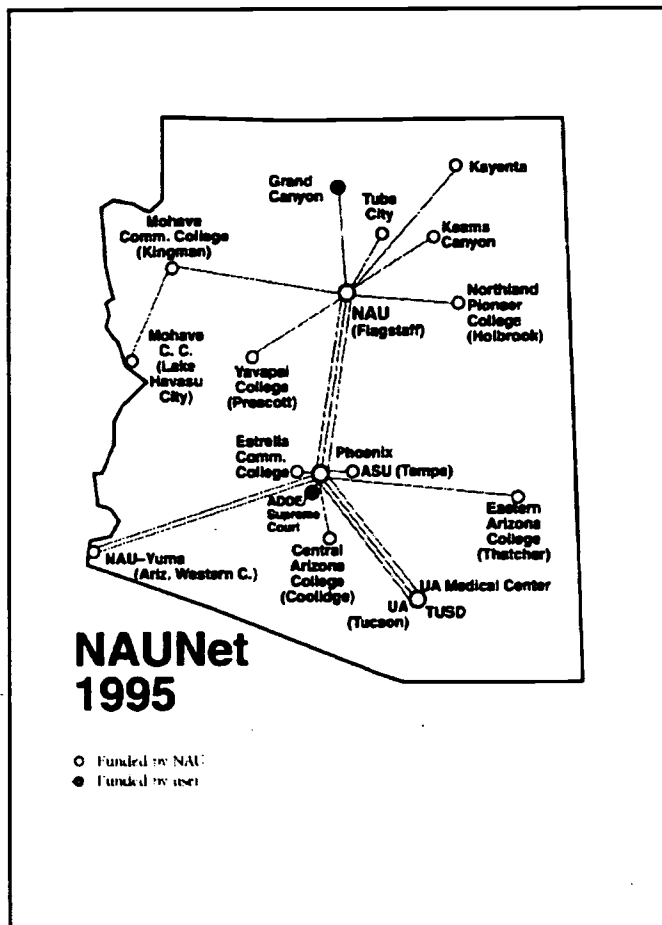 Grand
Canyon
Kayenta
Tuba
City
Keams
Canyon
Mohave
Comm. College
(Kingman)
NAU
(Flagstaff)
Northland
Pioneer
College
(Holbrook)
Mohave
C. C.
(Lake
Havasu
City)
Yavapai
College
(Prescott)
Estrella
Comm.
College
Phoenix
ASU (Tempe)
ADOE
Supreme
Court
Eastern
Arizona
College
(Thatcher)
Central
Arizona
College
(Coolidge)
NAU-Yuma
(Ariz. Western C.)
UA Medical Center
UA
(Tucson)
TUSD
NAUNet
1995
Funded by NAU
Funded by user